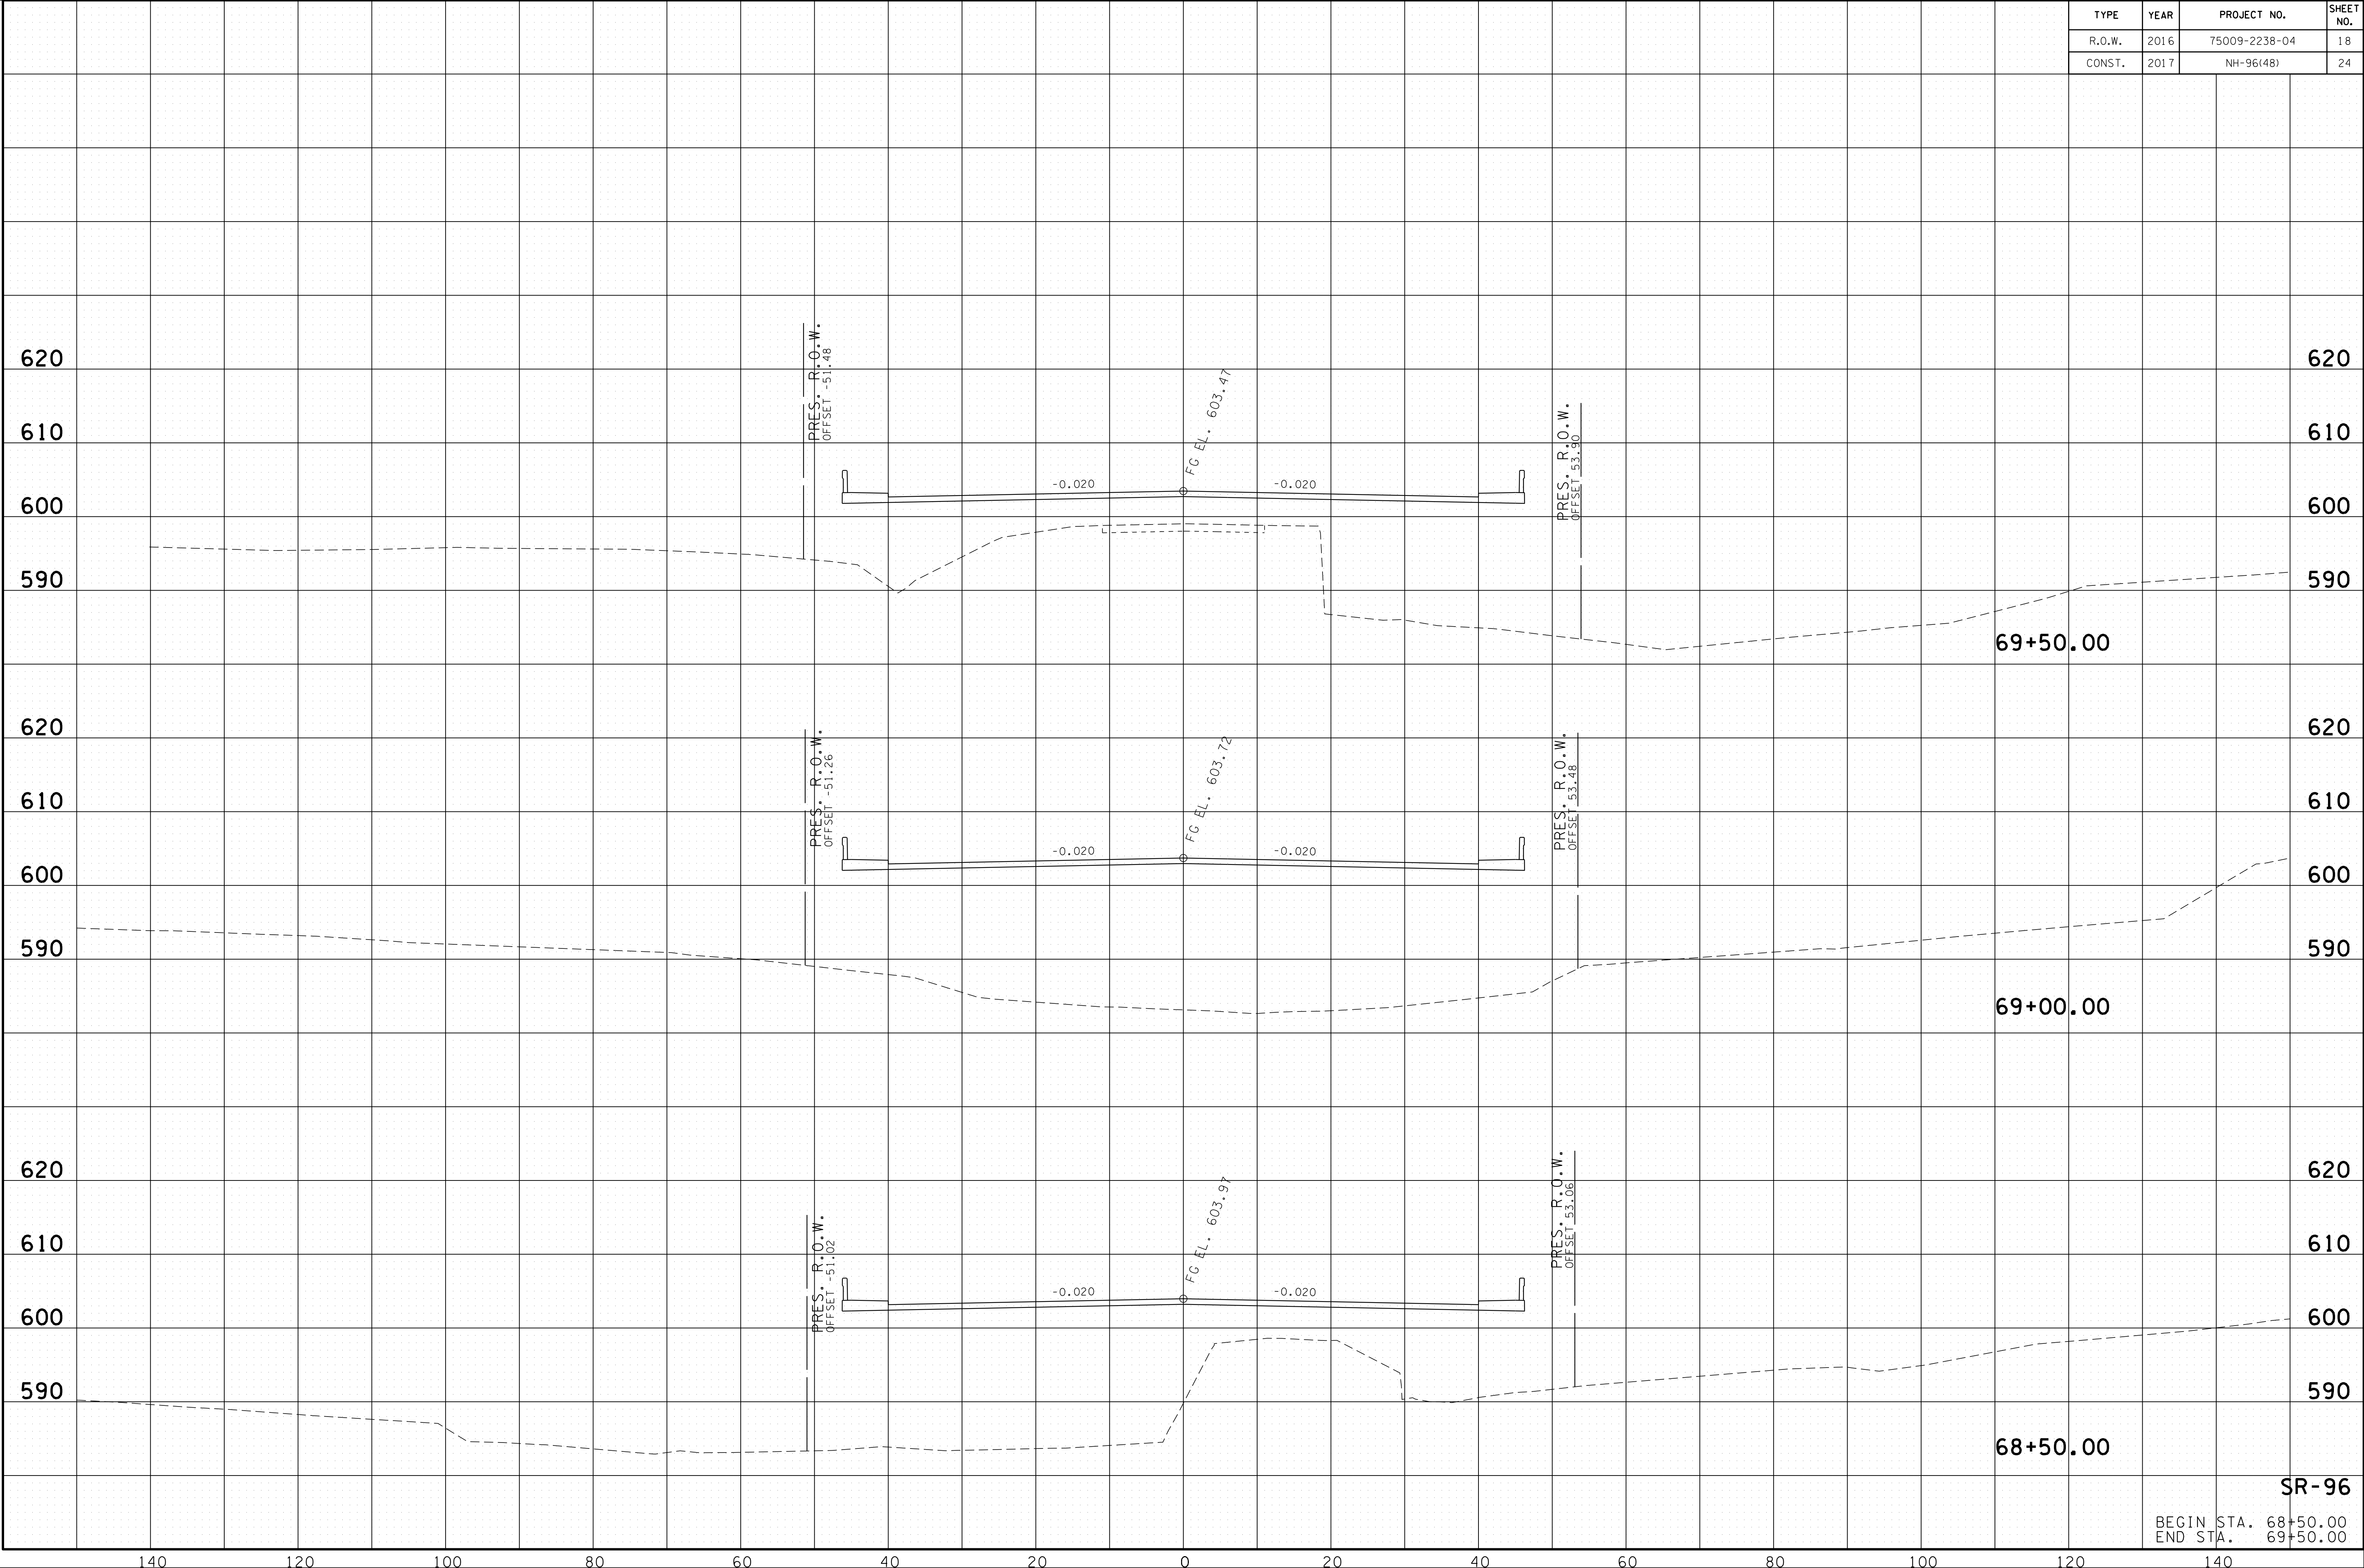 TYPE YEAR PROJECT NO. SHEET NO.
R.O.W. 2016 75009-2238-04 18
CONST. 2017 NH-96(48) 24
PRES. R.O.W.
OFFSET -51.48
FG EL. 603.47
PRES. R.O.W.
OFFSET 53.90
620 620
610 610
-0.020 -0.020
600 600
590 590
69+50.00
PRES. R.O.W.
OFFSET -51.26
FG EL. 603.72
PRES. R.O.W.
OFFSET 53.48
620 620
610 610
-0.020 -0.020
600 600
590 590
69+00.00
PRES. R.O.W.
OFFSET -51.02
FG EL. 603.97
PRES. R.O.W.
OFFSET 53.06
620 620
610 610
-0.020 -0.020
600 600
590 590
68+50.00
SR-96
BEGIN STA. 68+50.00
END STA. 69+50.00
140 120 100 80 60 40 20 0 20 40 60 80 100 120 140